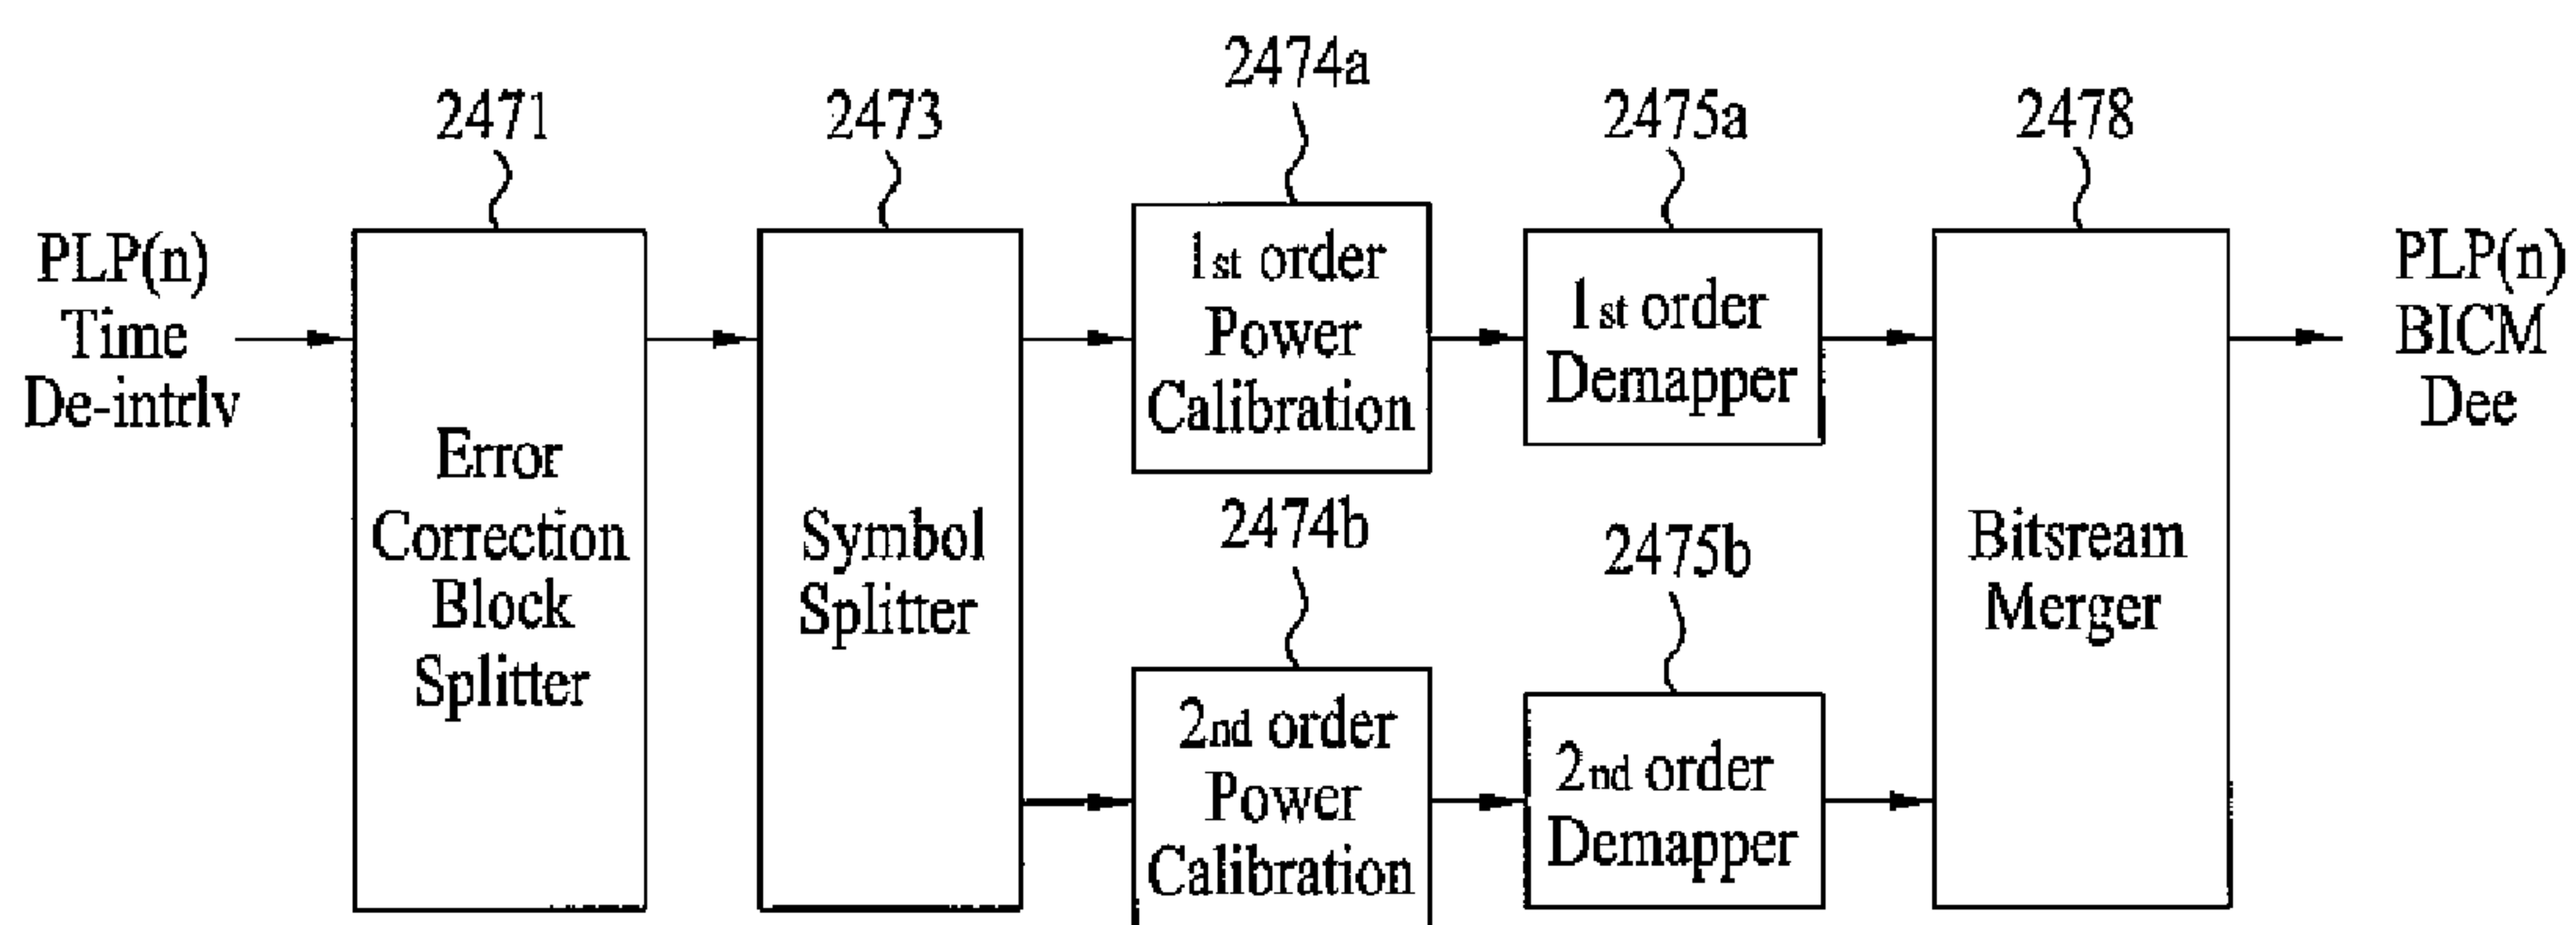 2471
2473
2474a
2475a
2478
PLP(n)
Time
De-intrlv
Error
Correction
Block
Splitter
Symbol
Splitter
1st order
Power
Calibration
1st order
Demapper
2474b
2nd order
Power
Calibration
2475b
2nd order
Demapper
Bitsream
Merger
PLP(n)
BICM
Dee